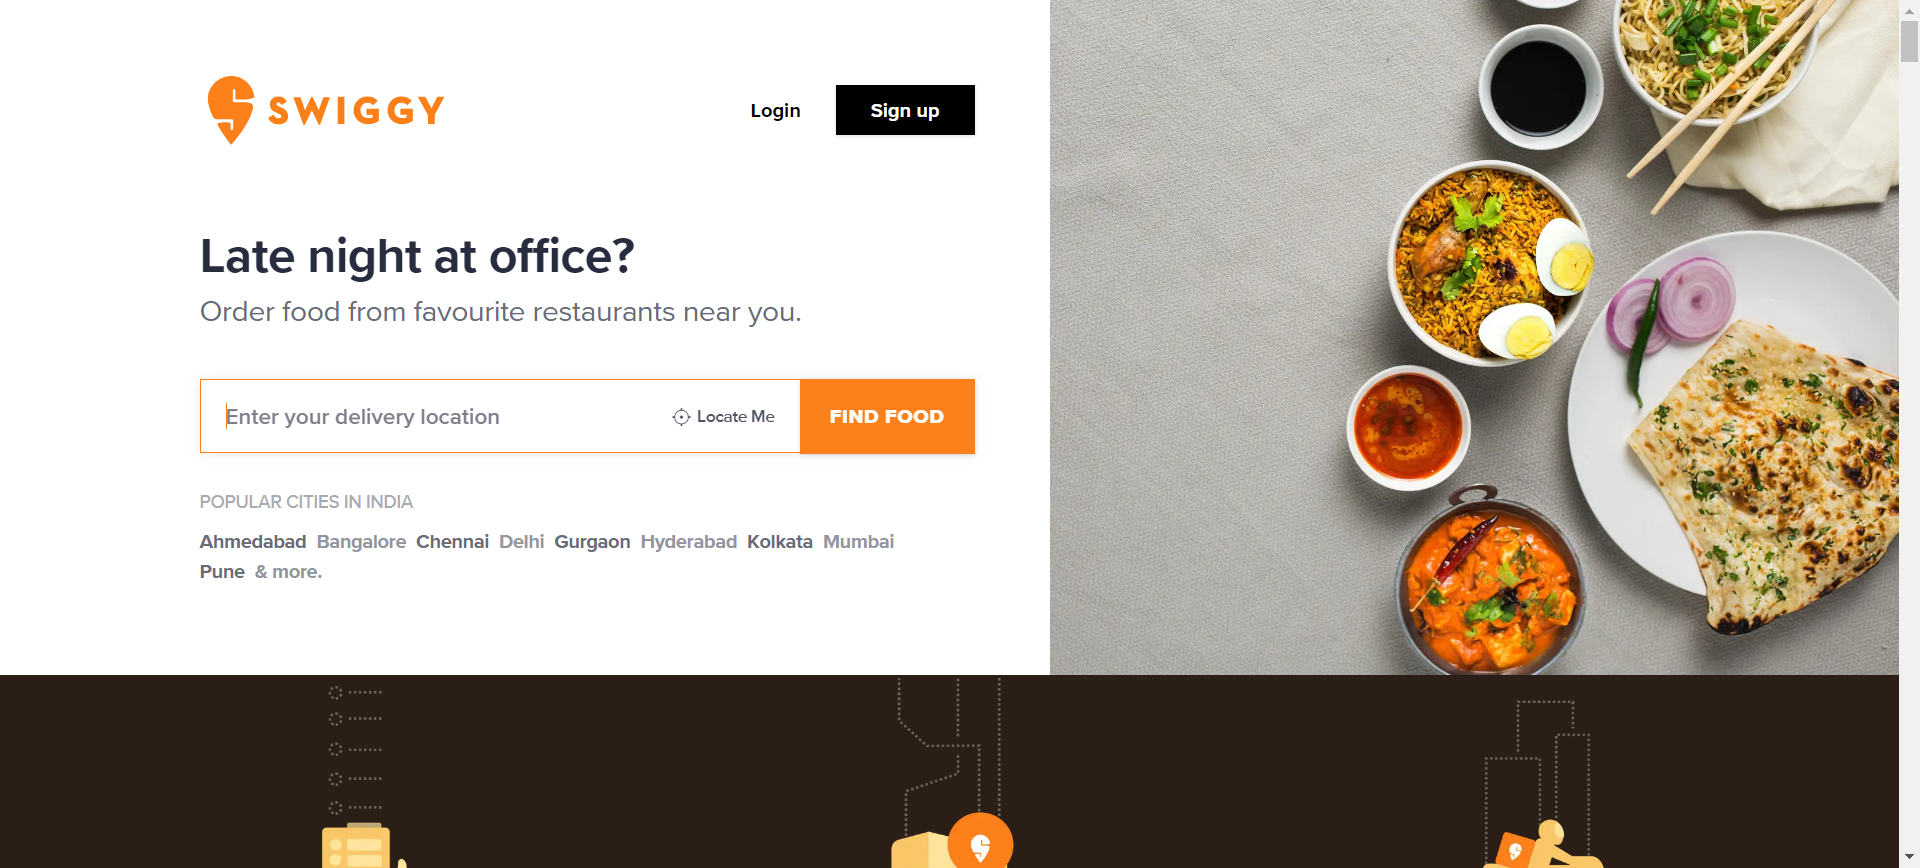 SWIGGY
Login
Sign up
Late night at office?
Order food from favourite restaurants near you.
Enter your delivery location
Locate Me
FIND FOOD
POPULAR CITIES IN INDIA
Ahmedabad Bangalore Chennai Delhi Gurgaon Hyderabad Kolkata Mumbai
Pune & more.